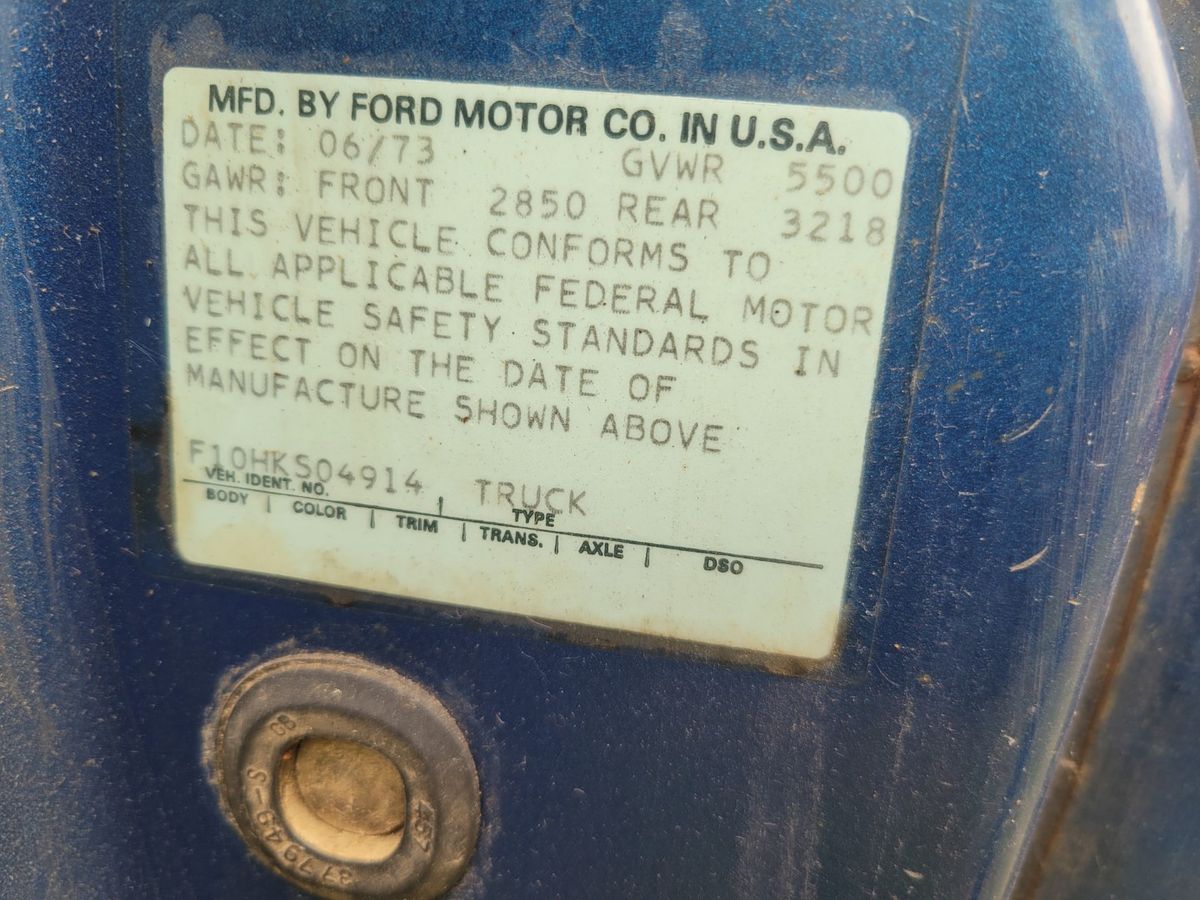 MFD. BY FORD MOTOR CO. IN U.S.A.
DATE: 06/73 GVWR 5500
GAWR: FRONT 2850 REAR 3218
THIS VEHICLE CONFORMS TO
ALL APPLICABLE FEDERAL MOTOR
VEHICLE SAFETY STANDARDS IN
EFFECT ON THE DATE OF
MANUFACTURE SHOWN ABOVE
F10HKS04914 TRUCK
VEH. IDENT. NO. TYPE
BODY | COLOR | TRIM | TRANS. | AXLE | DSO